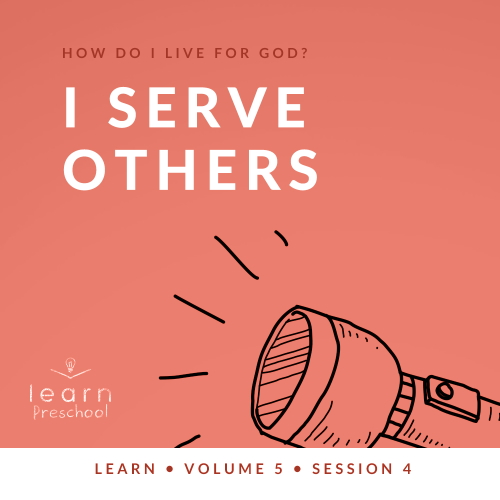 HOW DO I LIVE FOR GOD?
I SERVE
OTHERS
learn
Preschool
LEARN • VOLUME 5 • SESSION 4